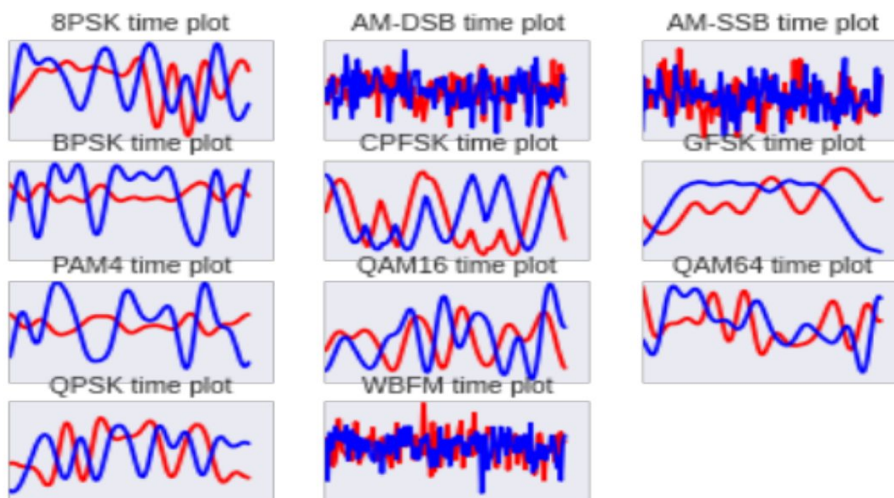 8PSK time plot AM-DSB time plot AM-SSB time plot
BPSK time plot CPFSK time plot GFSK time plot
PAM4 time plot QAM16 time plot QAM64 time plot
QPSK time plot WBFM time plot